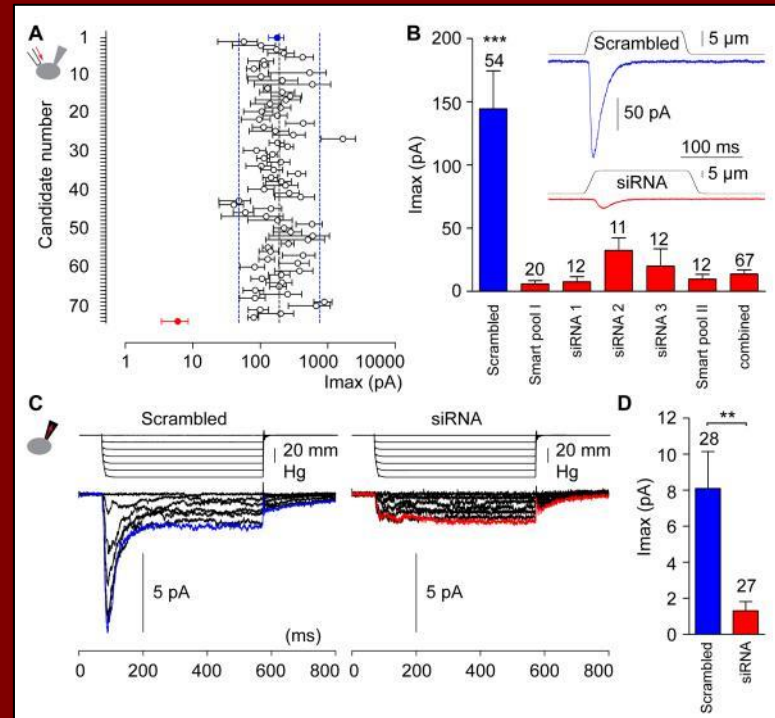 A
Candidate number
1
10
20
30
40
50
60
70
1 10 100 1000 10000
Imax (pA)
B
Imax (pA)
200
150
100
50
0
***
54
20
12
11
12
12
67
Scrambled
Smart pool I
siRNA 1
siRNA 2
siRNA 3
Smart pool II
combined
Scrambled
5 µm
50 pA
100 ms
5 µm
siRNA
C
Scrambled
siRNA
20 mm
Hg
20 mm
Hg
5 pA
5 pA
(ms)
0 200 400 600 800
0 200 400 600 800
D
Imax (pA)
12
10
8
6
4
2
0
**
28
27
Scrambled
siRNA